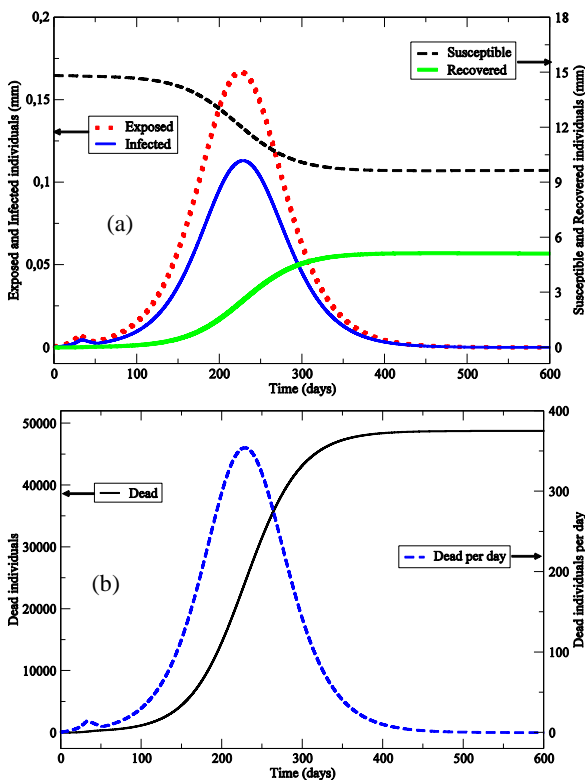 0,2
0,15
0,1
0,05
0
Exposed and Infected individuals (mm)
18
15
12
9
6
3
0
Susceptible and Recovered individuals (mm)
Susceptible
Recovered
Exposed
Infected
(a)
0 100 200 300 400 500 600
Time (days)
50000
40000
30000
20000
10000
0
Dead individuals
400
300
200
100
0
Dead individuals per day
Dead
Dead per day
(b)
0 100 200 300 400 500 600
Time (days)